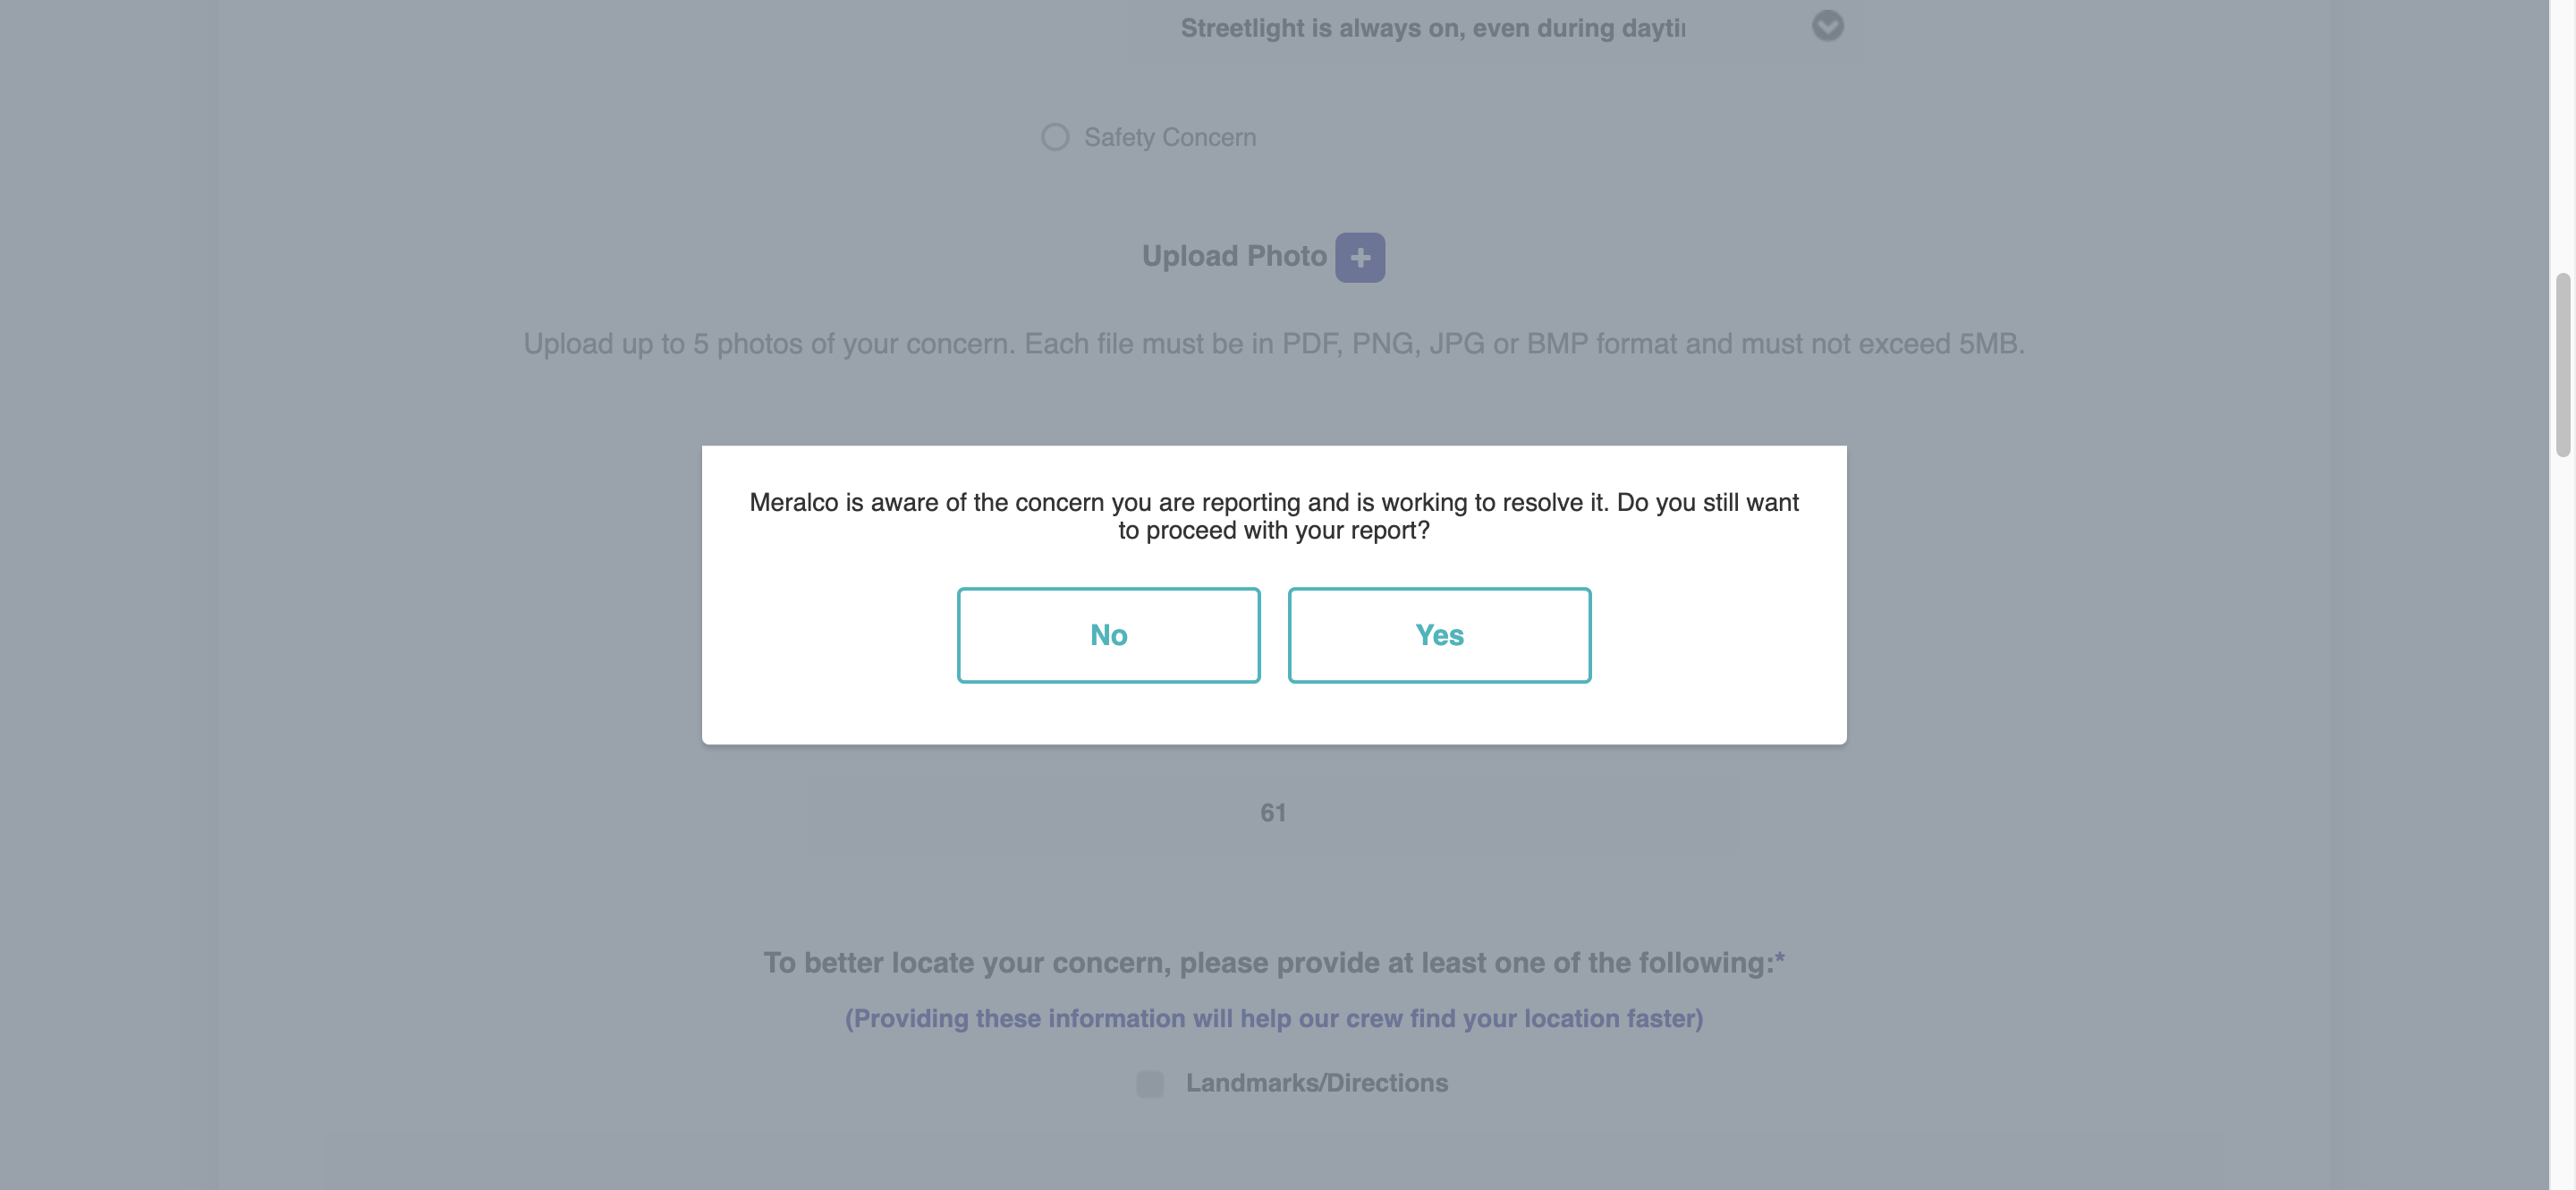 Streetlight is always on, even during dayti
Safety Concern
Upload Photo +
Upload up to 5 photos of your concern. Each file must be in PDF, PNG, JPG or BMP format and must not exceed 5MB.
Meralco is aware of the concern you are reporting and is working to resolve it. Do you still want
to proceed with your report?
No Yes
61
To better locate your concern, please provide at least one of the following:*
(Providing these information will help our crew find your location faster)
Landmarks/Directions